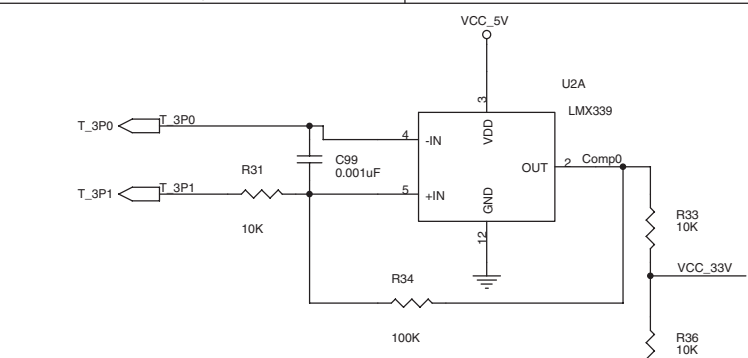 VCC_5V
U2A
LMX339
3
VDD
T_3P0 T_3P0
4 -IN
C99
0.001uF
OUT 2 Comp0
R31
T_3P1 T_3P1
5 +IN
10K
GND
12
R33
10K
VCC_33V
R34
100K
R36
10K